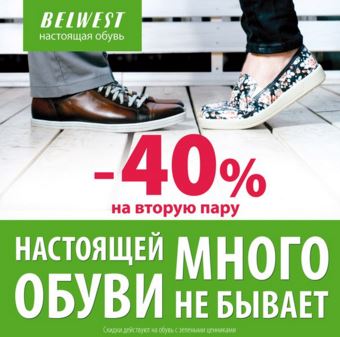 BELWEST
настоящая обувь
-40%
на вторую пару
НАСТОЯЩЕЙ
ОБУВИ
МНОГО
НЕ БЫВАЕТ
Скидки действуют на обувь с зелеными ценниками